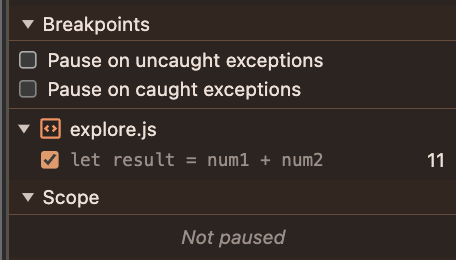 Breakpoints
Pause on uncaught exceptions
Pause on caught exceptions
explore.js
let result = num1 + num2 11
Scope
Not paused